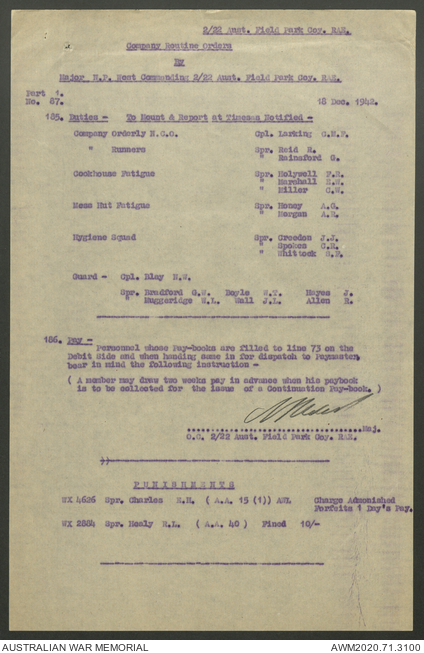 2/22 Aust. Field Park Coy. RAE.
Company Routine Orders
By
Major N.F. Commanding 2/22 Aust. Field Park Coy. RAE.
Part 1.
No. 87. 18 Dec. 1942.
185. Duties - To Mount & Report at Timesas Notified -
Company Orderly N.C.O. Cpl. Larking
" Runners Spr. Reid R.
" Rainsford G.
Cookhouse Fatigue Spr. Holywell
" Marshall
" Miller
Mess Hut Fatigue Spr. Honey A.G.
" Morgan A.R.
Hygiene Squad Spr. Creedon J.J.
" Spoken G.R.
" Whittock
Guard - Cpl. Blay
Spr. Bradford Doyle W.T. Hayes J.
" Huggeridge Wall J.L. Allen R.
186. Pay -
Personnel whose Pay-books are filled to line 73 on the
Debit Side and when handing same in for dispatch to Paymaster,
bear in mind the following instruction -
( A member may draw two weeks pay in advance when his paybook
is to be collected for the issue of a Continuation Pay-book. )
Maj.
O.C. 2/22 Aust. Field Park Coy. RAE.
PUNISHMENTS
WX 4626 Spr. Charles ( A.A. 15 (1)) AWL Charge Admonished
Forfeits 1 Day's Pay.
WX 2884 Spr. Healy R.L. ( A.A. 40 ) Fined 10/-
AUSTRALIAN WAR MEMORIAL AWM2020.71.3100